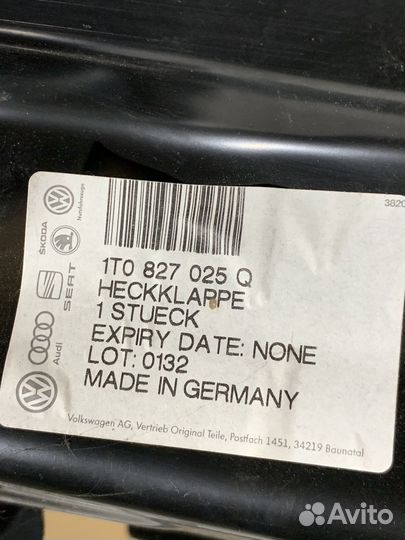 3820
Nutzfahrzeuge
ŠKODA
SEAT
Audi
1T0 827 025 Q
HECKKLAPPE
1 STUECK
EXPIRY DATE: NONE
LOT: 0132
MADE IN GERMANY
Volkswagen AG, Vertrieb Original Teile, Postfach 1451, 34219 Baunatal
Avito